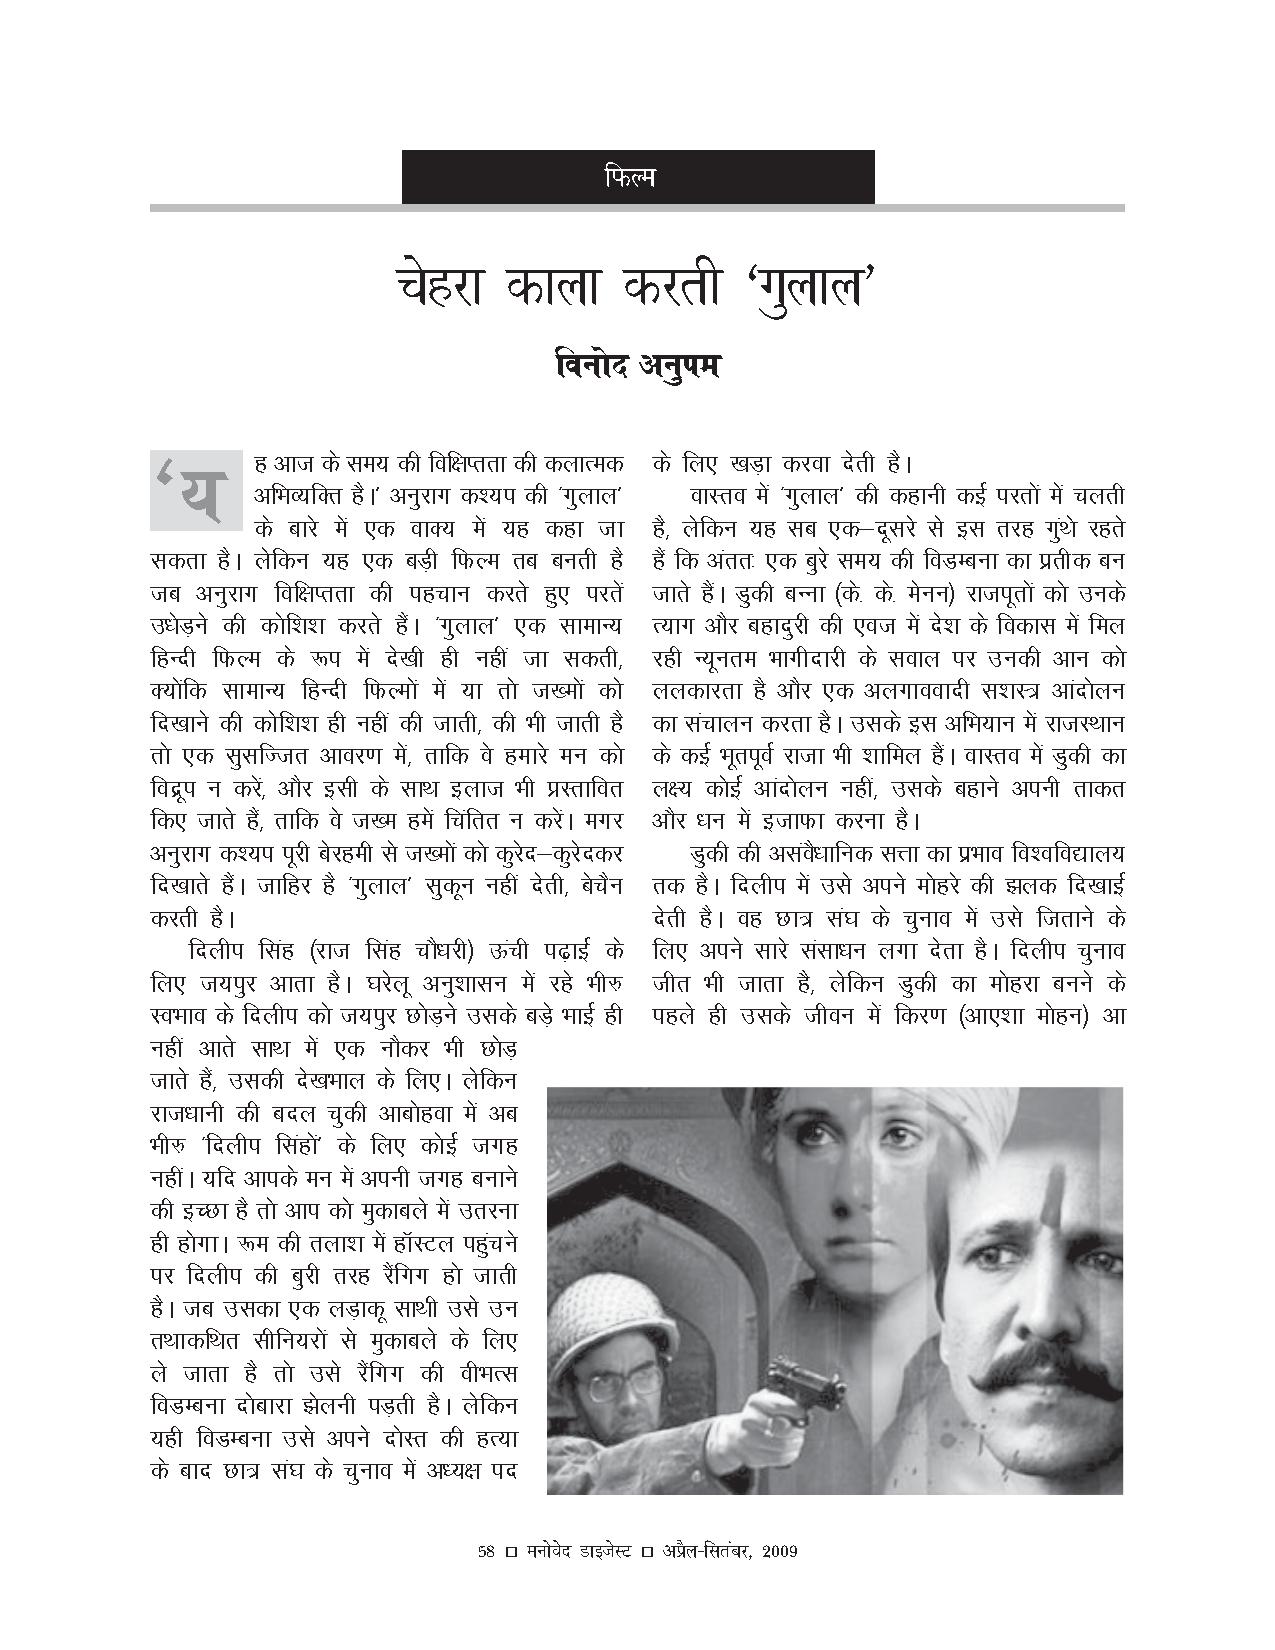 फिल्म
चेहरा काला करती ‘गुलाल’
विनोद अनुपम
‘यह आज के समय की विक्षिप्तता की कलात्मक
अभिव्यक्ति है।’ अनुराग कश्यप की ‘गुलाल’
के बारे में एक वाक्य में यह कहा जा
सकता है। लेकिन यह एक बड़ी फिल्म तब बनती है
जब अनुराग विक्षिप्तता की पहचान करते हुए परतें
उधेड़ने की कोशिश करते हैं। ‘गुलाल’ एक सामान्य
हिन्दी फिल्म के रूप में देखी ही नहीं जा सकती,
क्योंकि सामान्य हिन्दी फिल्मों में या तो जख्मों को
दिखाने की कोशिश ही नहीं की जाती, की भी जाती है
तो एक सुसज्जित आवरण में, ताकि वे हमारे मन को
विद्रूप न करें, और इसी के साथ इलाज भी प्रस्तावित
किए जाते हैं, ताकि वे जख्म हमें चिंतित न करें। मगर
अनुराग कश्यप पूरी बेरहमी से जख्मों को कुरेद–कुरेदकर
दिखाते हैं। जाहिर है ‘गुलाल’ सुकून नहीं देती, बेचैन
करती है।
दिलीप सिंह (राज सिंह चौधरी) ऊंची पढ़ाई के
लिए जयपुर आता है। घरेलू अनुशासन में रहे भीरु
स्वभाव के दिलीप को जयपुर छोड़ने उसके बड़े भाई ही
नहीं आते साथ में एक नौकर भी छोड़
जाते हैं, उसकी देखभाल के लिए। लेकिन
राजधानी की बदल चुकी आबोहवा में अब
भीरु ‘दिलीप सिंहों’ के लिए कोई जगह
नहीं। यदि आपके मन में अपनी जगह बनाने
की इच्छा है तो आप को मुकाबले में उतरना
ही होगा। रूम की तलाश में हॉस्टल पहुंचने
पर दिलीप की बुरी तरह रैंगिग हो जाती
है। जब उसका एक लड़ाकू साथी उसे उन
तथाकथित सीनियरों से मुकाबले के लिए
ले जाता है तो उसे रैंगिग की वीभत्स
विडम्बना दोबारा झेलनी पड़ती है। लेकिन
यही विडम्बना उसे अपने दोस्त की हत्या
के बाद छात्र संघ के चुनाव में अध्यक्ष पद
के लिए खड़ा करवा देती है।
वास्तव में ‘गुलाल’ की कहानी कई परतों में चलती
है, लेकिन यह सब एक–दूसरे से इस तरह गुंथे रहते
हैं कि अंततः एक बुरे समय की विडम्बना का प्रतीक बन
जाते हैं। डुकी बन्ना (के. के. मेनन) राजपूतों को उनके
त्याग और बहादुरी की एवज में देश के विकास में मिल
रही न्यूनतम भागीदारी के सवाल पर उनकी आन को
ललकारता है और एक अलगाववादी सशस्त्र आंदोलन
का संचालन करता है। उसके इस अभियान में राजस्थान
के कई भूतपूर्व राजा भी शामिल हैं। वास्तव में डुकी का
लक्ष्य कोई आंदोलन नहीं, उसके बहाने अपनी ताकत
और धन में इजाफा करना है।
डुकी की असंवैधानिक सत्ता का प्रभाव विश्वविद्यालय
तक है। दिलीप में उसे अपने मोहरे की झलक दिखाई
देती है। वह छात्र संघ के चुनाव में उसे जिताने के
लिए अपने सारे संसाधन लगा देता है। दिलीप चुनाव
जीत भी जाता है, लेकिन डुकी का मोहरा बनने के
पहले ही उसके जीवन में किरण (आएशा मोहन) आ
58 □ मनोवेद डाइजेस्ट □ अप्रैल-सितंबर, 2009